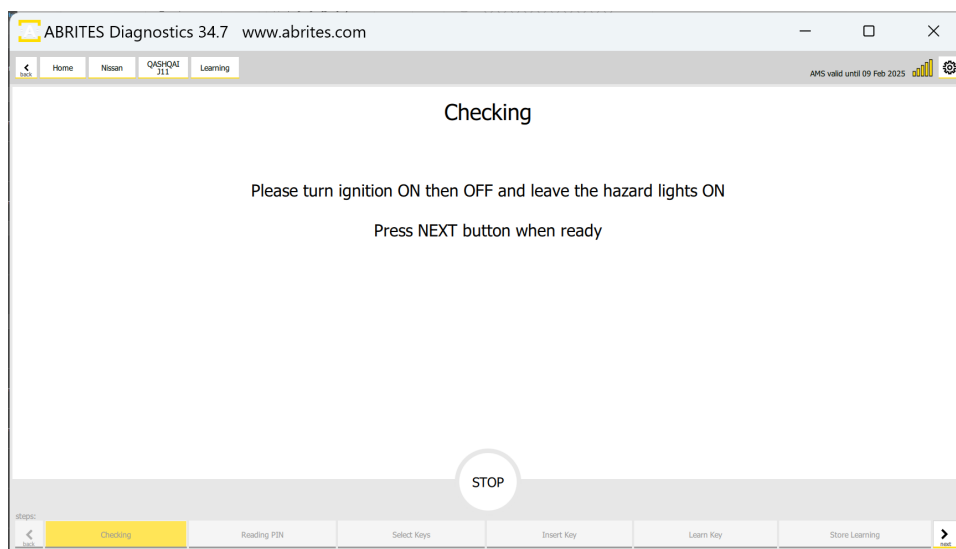 ABRITES Diagnostics 34.7 www.abrites.com
back
Home
Nissan
QASHQAI
J11
Learning
AMS valid until 09 Feb 2025
Checking
Please turn ignition ON then OFF and leave the hazard lights ON
Press NEXT button when ready
STOP
steps:
back
Checking
Reading PIN
Select Keys
Insert Key
Learn Key
Store Learning
next